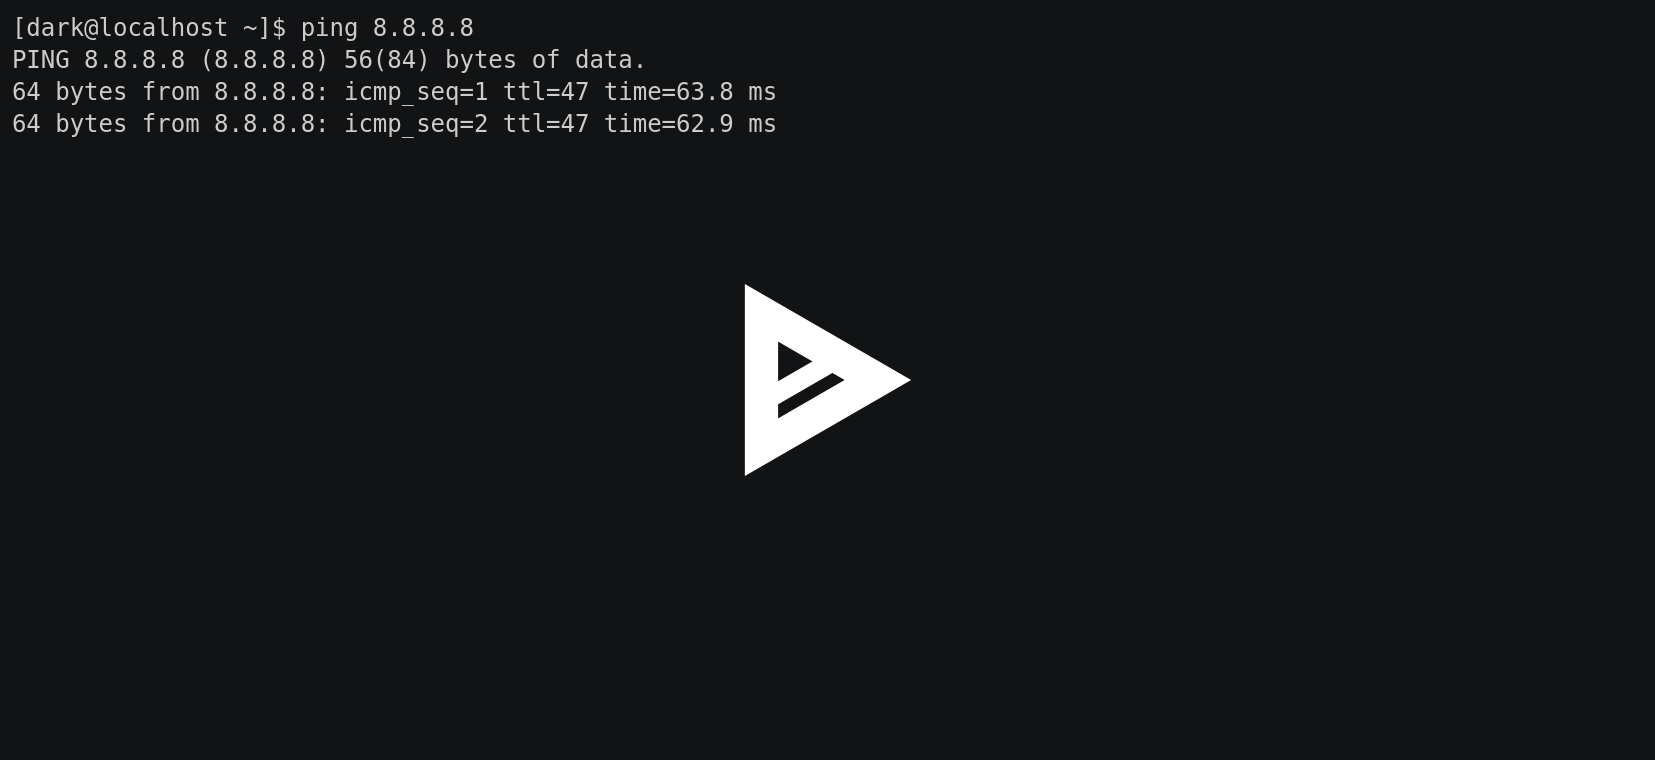 [dark@localhost ~]$ ping 8.8.8.8
PING 8.8.8.8 (8.8.8.8) 56(84) bytes of data.
64 bytes from 8.8.8.8: icmp_seq=1 ttl=47 time=63.8 ms
64 bytes from 8.8.8.8: icmp_seq=2 ttl=47 time=62.9 ms